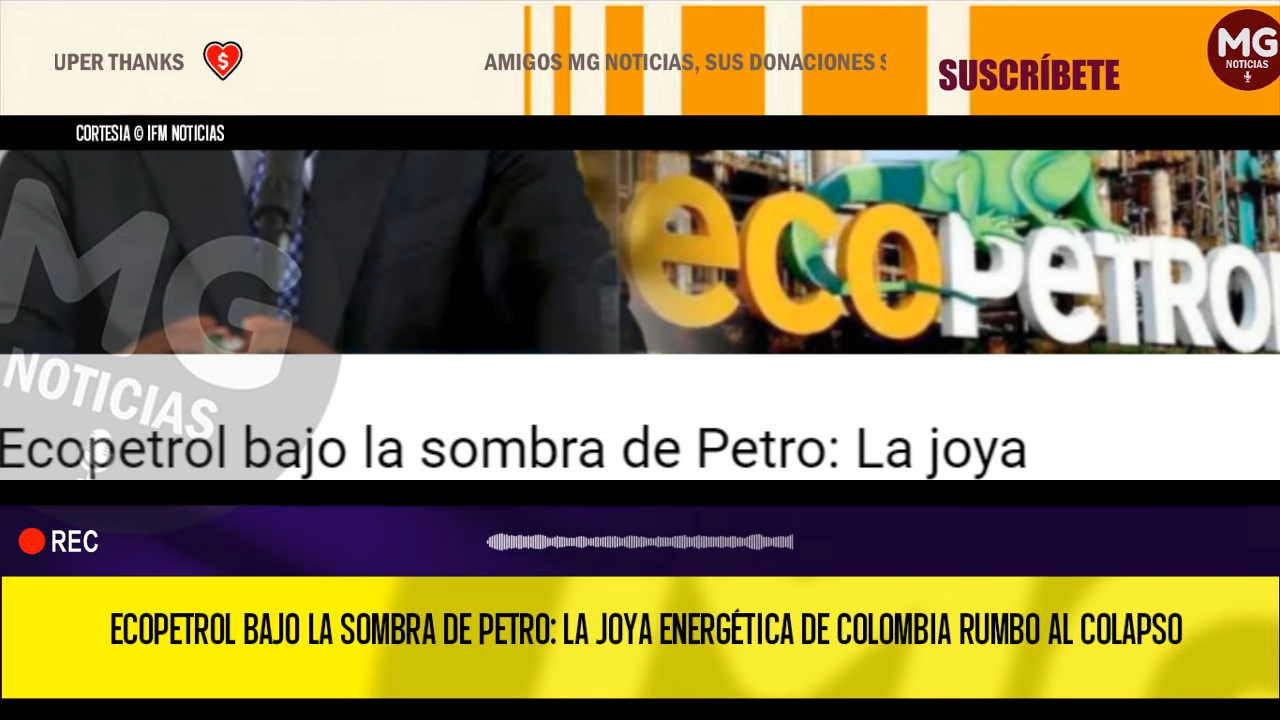 UPER THANKS
AMIGOS MG NOTICIAS, SUS DONACIONES S
SUSCRÍBETE
MG
NOTICIAS
CORTESIA © IFM NOTICIAS
ecoPETROL
MG
NOTICIAS
Ecopetrol bajo la sombra de Petro: La joya
REC
ECOPETROL BAJO LA SOMBRA DE PETRO: LA JOYA ENERGÉTICA DE COLOMBIA RUMBO AL COLAPSO